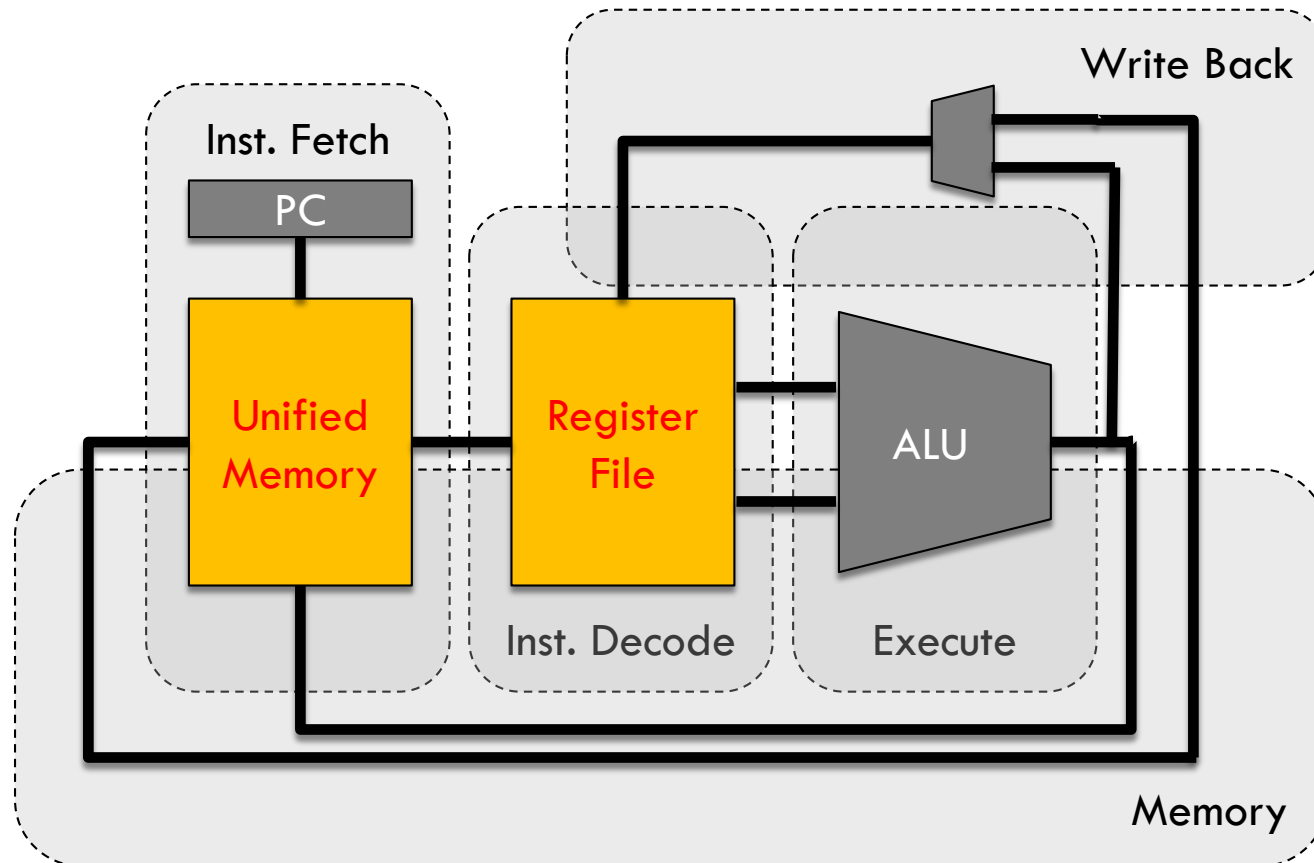 Write Back
Inst. Fetch
PC
Unified
Memory
Register
File
ALU
Inst. Decode
Execute
Memory